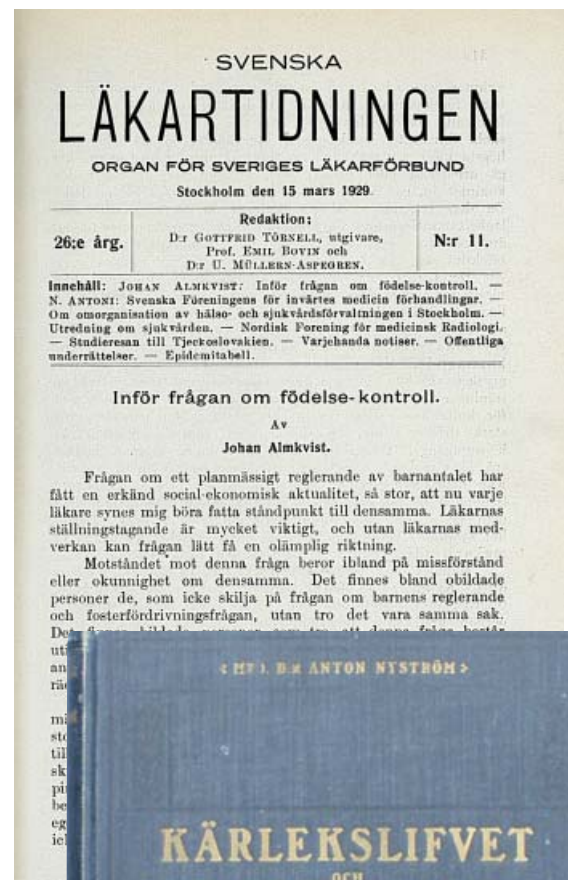 SVENSKA
LÄKARTIDNINGEN
ORGAN FÖR SVERIGES LÄKARFÖRBUND
Stockholm den 15 mars 1929.
26:e årg.
Redaktion:
D:r GOTTFRID TÖRNELL, utgivare,
Prof. EMIL BOVIN och
D:r U. MÜLLERN-ASPEGREN.
N:r 11.
Innehåll: JOHAN ALMKVIST: Inför frågan om födelse-kontroll. —
N. ANTONI: Svenska Föreningens för invärtes medicin förhandlingar. —
Om omorganisation av hälso- och sjukvårdsförvaltningen i Stockholm. —
Utredning om sjukvården. — Nordisk Forening for medicinsk Radiologi.
— Studieresan till Tjeckoslovakien. — Varjehanda notiser. — Offentliga
underrättelser. — Epidemitabell.
Inför frågan om födelse-kontroll.
Av
Johan Almkvist.
Frågan om ett planmässigt reglerande av barnantalet har
fått en erkänd social-ekonomisk aktualitet, så stor, att nu varje
läkare synes mig böra fatta ståndpunkt till densamma. Läkarnas
ställningstagande är mycket viktigt, och utan läkarnas med-
verkan kan frågan lätt få en olämplig riktning.
Motståndet mot denna fråga beror ibland på missförstånd
eller okunnighet om densamma. Det finnes bland obildade
personer de, som icke skilja på frågan om barnens reglerande
och fosterfördrivningsfrågan, utan tro det vara samma sak.
ANTON NYSTRÖM
KÄRLEKSLIFVET
OCH